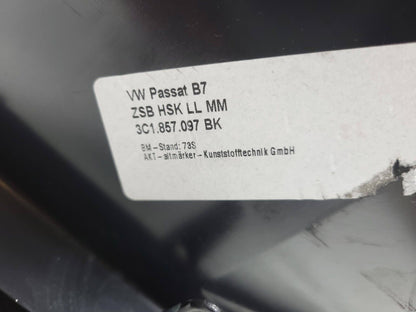 VW Passat B7
ZSB HSK LL MM
3C1.857.097 BK
BM-Stand: 73S
AKT-altmärker-Kunststofftechnik GmbH